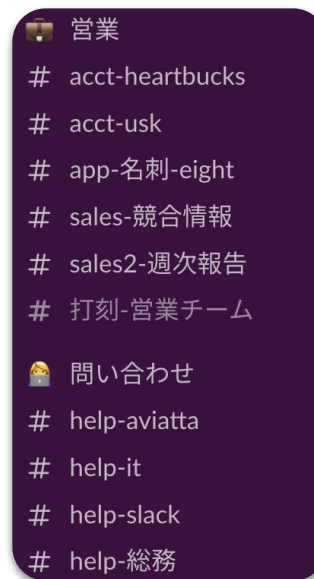 営業
# acct-heartbucks
# acct-usk
# app-名刺-eight
# sales-競合情報
# sales2-週次報告
# 打刻-営業チーム
問い合わせ
# help-aviatta
# help-it
# help-slack
# help-総務